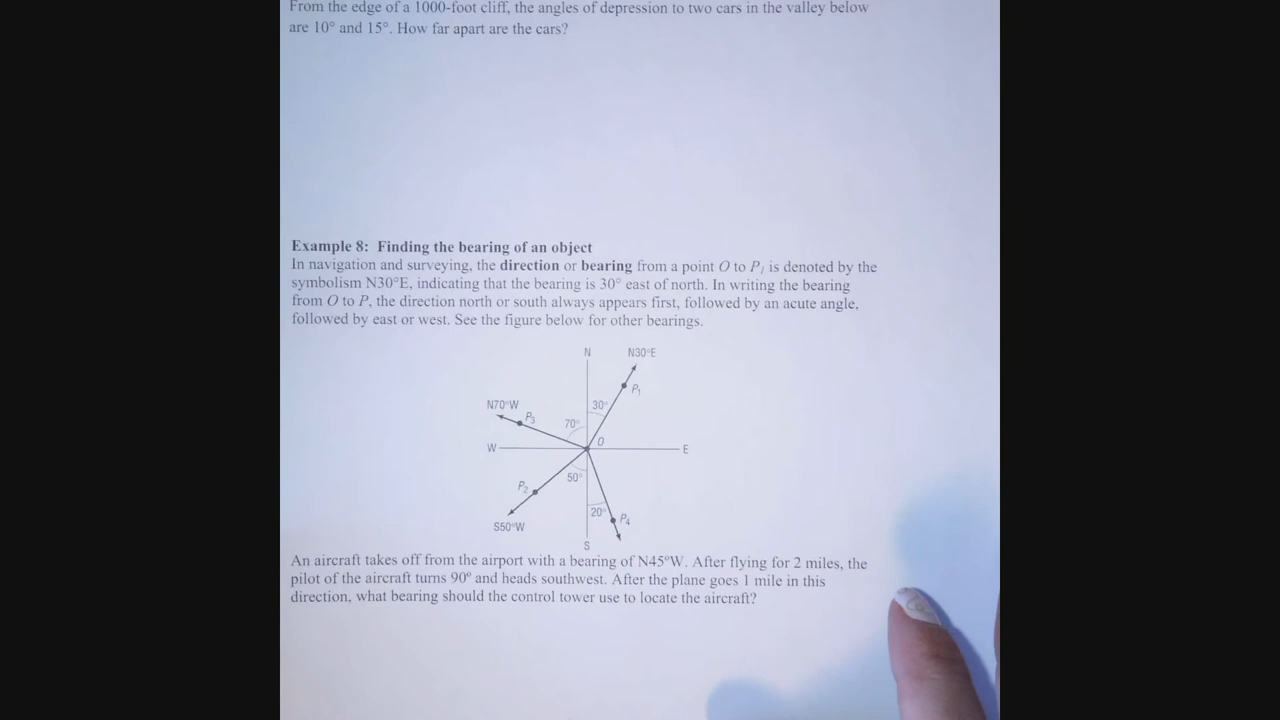 From the edge of a 1000-foot cliff, the angles of depression to two cars in the valley below
are 10° and 15°. How far apart are the cars?
Example 8: Finding the bearing of an object
In navigation and surveying, the direction or bearing from a point O to P₁ is denoted by the
symbolism N30°E, indicating that the bearing is 30° east of north. In writing the bearing
from O to P, the direction north or south always appears first, followed by an acute angle,
followed by east or west. See the figure below for other bearings.
N
N30°E
P₁
30°
N70°W
P₃
70°
O
W
E
50°
P₂
20°
P₄
S50°W
S
An aircraft takes off from the airport with a bearing of N45°W. After flying for 2 miles, the
pilot of the aircraft turns 90° and heads southwest. After the plane goes 1 mile in this
direction, what bearing should the control tower use to locate the aircraft?